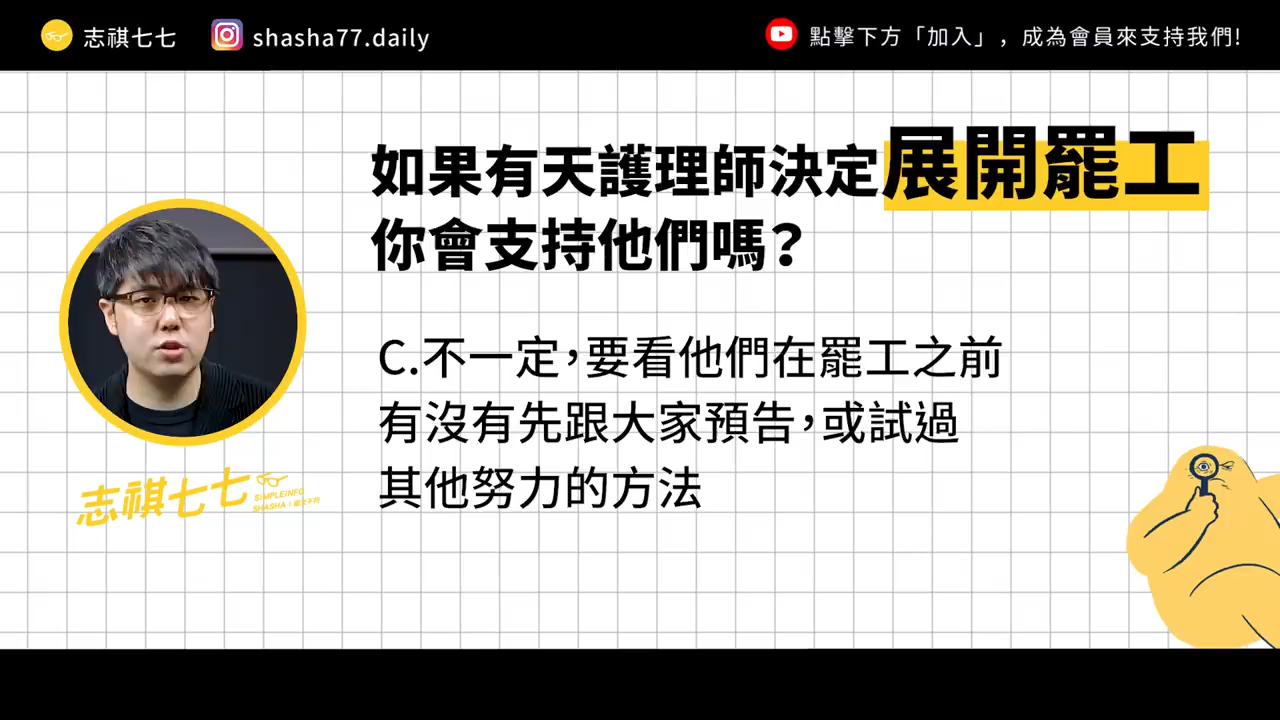 志祺七七
shasha77.daily
點擊下方「加入」，成為會員來支持我們!
如果有天護理師決定展開罷工
你會支持他們嗎?
C.不一定，要看他們在罷工之前
有沒有先跟大家預告，或試過
其他努力的方法
志祺七七
SIMPLEINFO